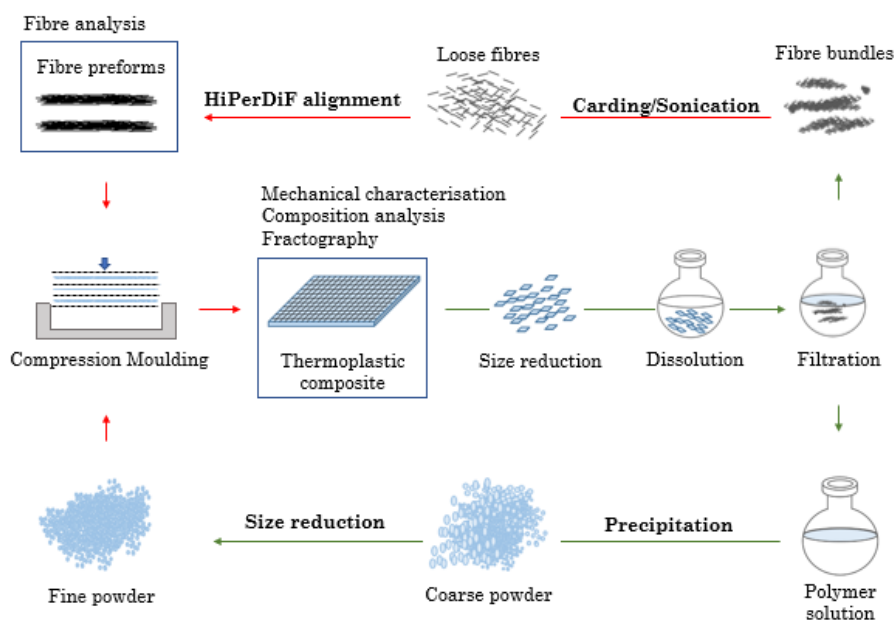 Fibre analysis
Fibre preforms
HiPerDiF alignment
Loose fibres
Carding/Sonication
Fibre bundles
Mechanical characterisation
Composition analysis
Fractography
Compression Moulding
Thermoplastic
composite
Size reduction
Dissolution
Filtration
Fine powder
Size reduction
Coarse powder
Precipitation
Polymer
solution